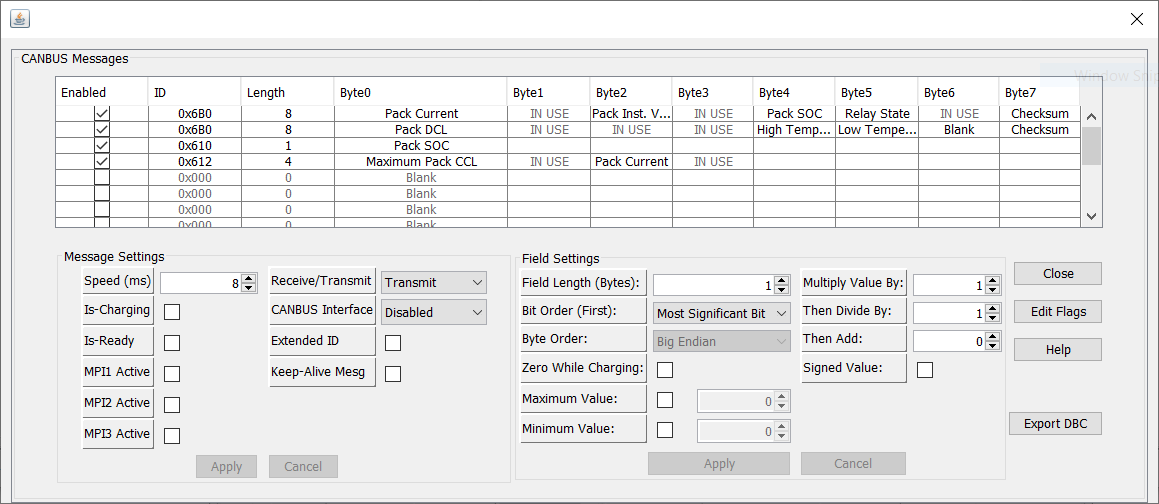 CANBUS Messages
Window Snip
Enabled ID Length Byte0 Byte1 Byte2 Byte3 Byte4 Byte5 Byte6 Byte7
0x6B0 8 Pack Current IN USE Pack Inst. V... IN USE Pack SOC Relay State IN USE Checksum
0x6B0 8 Pack DCL IN USE IN USE IN USE High Temp... Low Tempe... Blank Checksum
0x610 1 Pack SOC
0x612 4 Maximum Pack CCL IN USE Pack Current IN USE
0x000 0 Blank
0x000 0 Blank
0x000 0 Blank
0x000 0 Blank
Message Settings
Speed (ms) 8 Receive/Transmit Transmit
Is-Charging CANBUS Interface Disabled
Is-Ready Extended ID
MPI1 Active Keep-Alive Mesg
MPI2 Active
MPI3 Active
Apply Cancel
Field Settings
Field Length (Bytes): 1 Multiply Value By: 1
Bit Order (First): Most Significant Bit Then Divide By: 1
Byte Order: Big Endian Then Add: 0
Zero While Charging: Signed Value:
Maximum Value: 0
Minimum Value: 0
Apply Cancel
Close
Edit Flags
Help
Export DBC